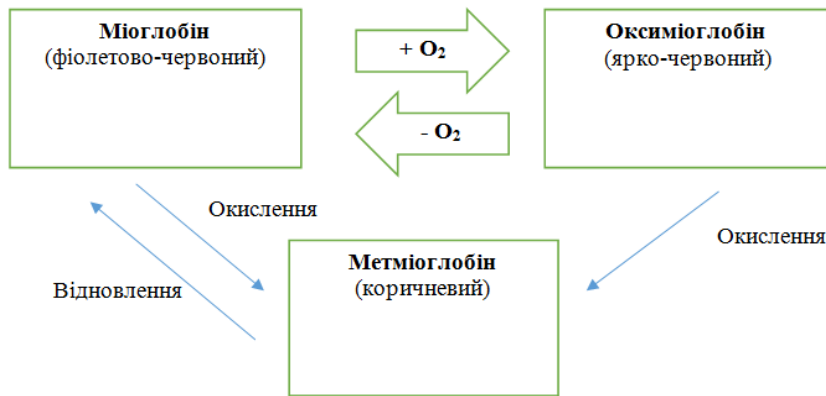 Міоглобін
(фіолетово-червоний)
+ O₂
- O₂
Оксиміоглобін
(ярко-червоний)
Окислення
Відновлення
Окислення
Метміоглобін
(коричневий)